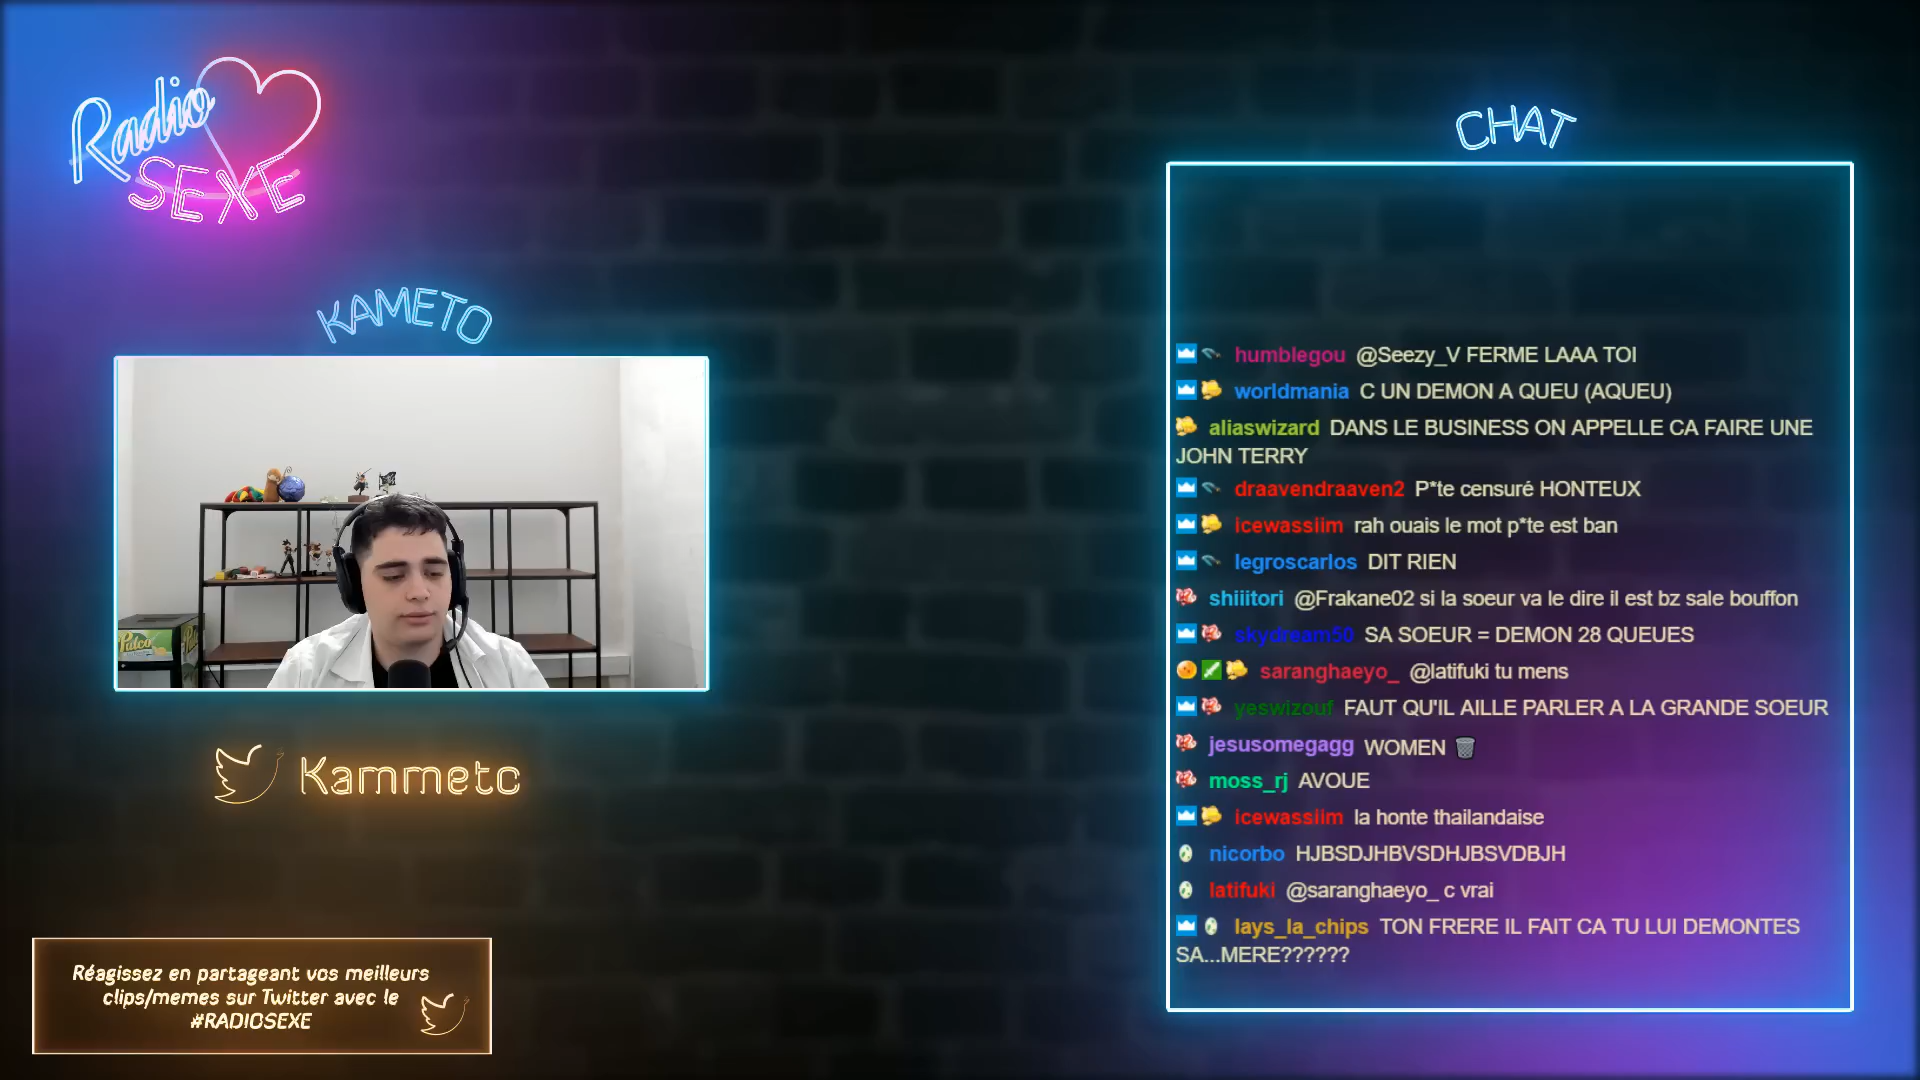 Radio
SEXE
KAMETO
Pulco
Kammeto
Réagissez en partageant vos meilleurs
clips/memes sur Twitter avec le
#RADIOSEXE
CHAT
humblegou @Seezy_V FERME LAAA TOI
worldmania C UN DEMON A QUEU (AQUEU)
aliaswizard DANS LE BUSINESS ON APPELLE CA FAIRE UNE
JOHN TERRY
draavendraaven2 P*te censuré HONTEUX
icewassiim rah ouais le mot p*te est ban
legroscarlos DIT RIEN
shiiitori @Frakane02 si la soeur va le dire il est bz sale bouffon
skydream50 SA SOEUR = DEMON 28 QUEUES
saranghaeyo_ @latifuki tu mens
yeswizouf FAUT QU'IL AILLE PARLER A LA GRANDE SOEUR
jesusomegagg WOMEN 🗑️
moss_rj AVOUE
icewassiim la honte thailandaise
nicorbo HJBSDJHBVSDHJBSVDBJH
latifuki @saranghaeyo_ c vrai
lays_la_chips TON FRERE IL FAIT CA TU LUI DEMONTES
SA...MERE??????